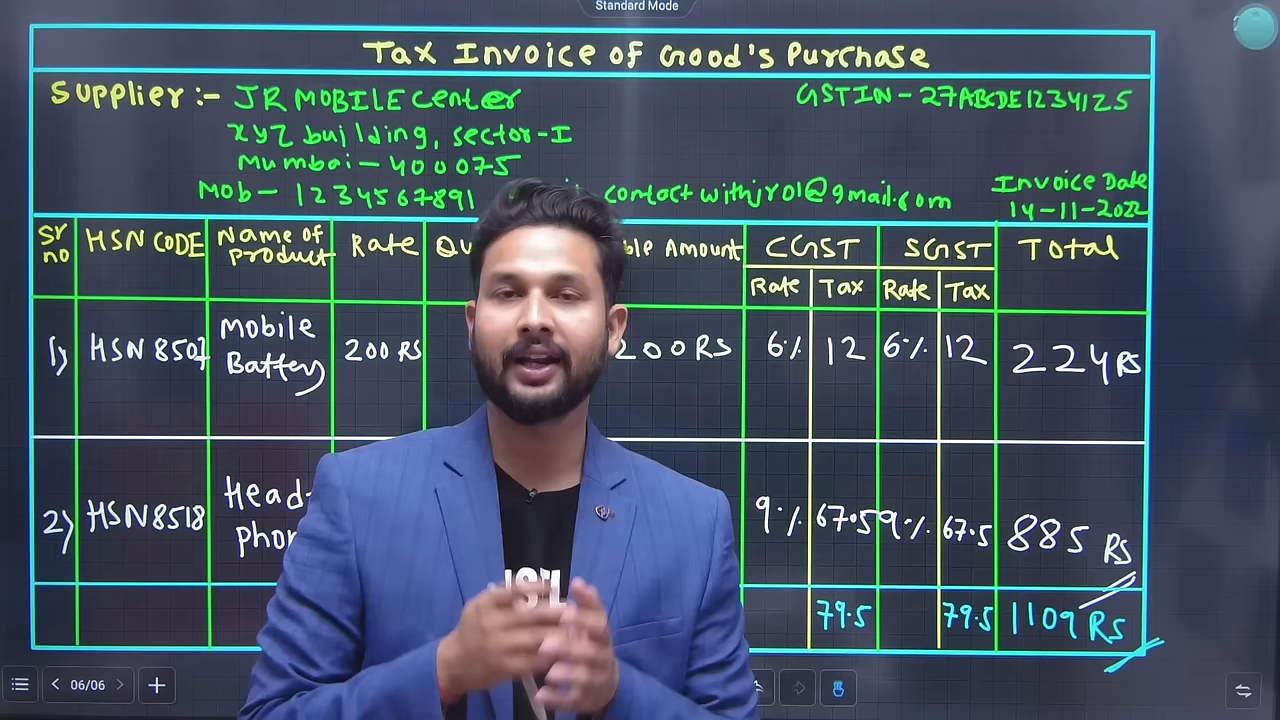 Standard Mode
Tax Invoice of Good's Purchase
Supplier :- JR MOBILE Center
GSTIN - 27ABCDE1234125
xyz building, sector-I
Mumbai - 400075
Mob - 1234567891 contactwithjr01@gmail.com
Invoice Date
14-11-2022
Sr no HSN CODE Name of product Rate Amount CGST SGST Total
Rate Tax Rate Tax
1) HSN 8507 Mobile Battery 200 RS 200 RS 6% 12 6% 12 224 RS
2) HSN 8518 Head- 9% 67.5 9% 67.5 885 RS
79.5 79.5 1109 RS
06/06